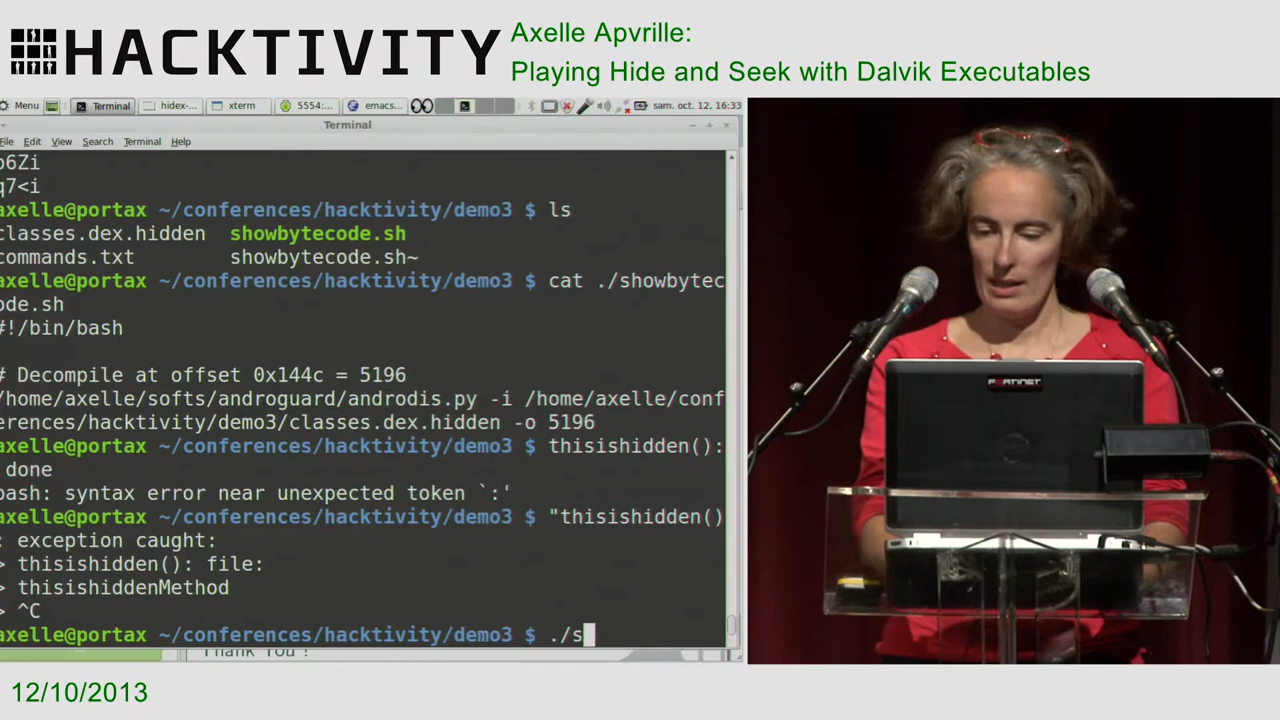 HACKTIVITY
Axelle Apvrille:
Playing Hide and Seek with Dalvik Executables
Menu Terminal hidex-... xterm 5554:... emacs... sam. oct. 12, 16:33
Terminal
File Edit View Search Terminal Help
p6Zi
q7<i
axelle@portax ~/conferences/hacktivity/demo3 $ ls
classes.dex.hidden showbytecode.sh
commands.txt showbytecode.sh~
axelle@portax ~/conferences/hacktivity/demo3 $ cat ./showbytec
ode.sh
#!/bin/bash
# Decompile at offset 0x144c = 5196
/home/axelle/softs/androguard/androdis.py -i /home/axelle/conf
erences/hacktivity/demo3/classes.dex.hidden -o 5196
axelle@portax ~/conferences/hacktivity/demo3 $ thisishidden():
done
bash: syntax error near unexpected token `:'
axelle@portax ~/conferences/hacktivity/demo3 $ "thisishidden()
: exception caught:
> thisishidden(): file:
> thisishiddenMethod
> ^C
axelle@portax ~/conferences/hacktivity/demo3 $ ./s
Thank You !
FORTINET
12/10/2013